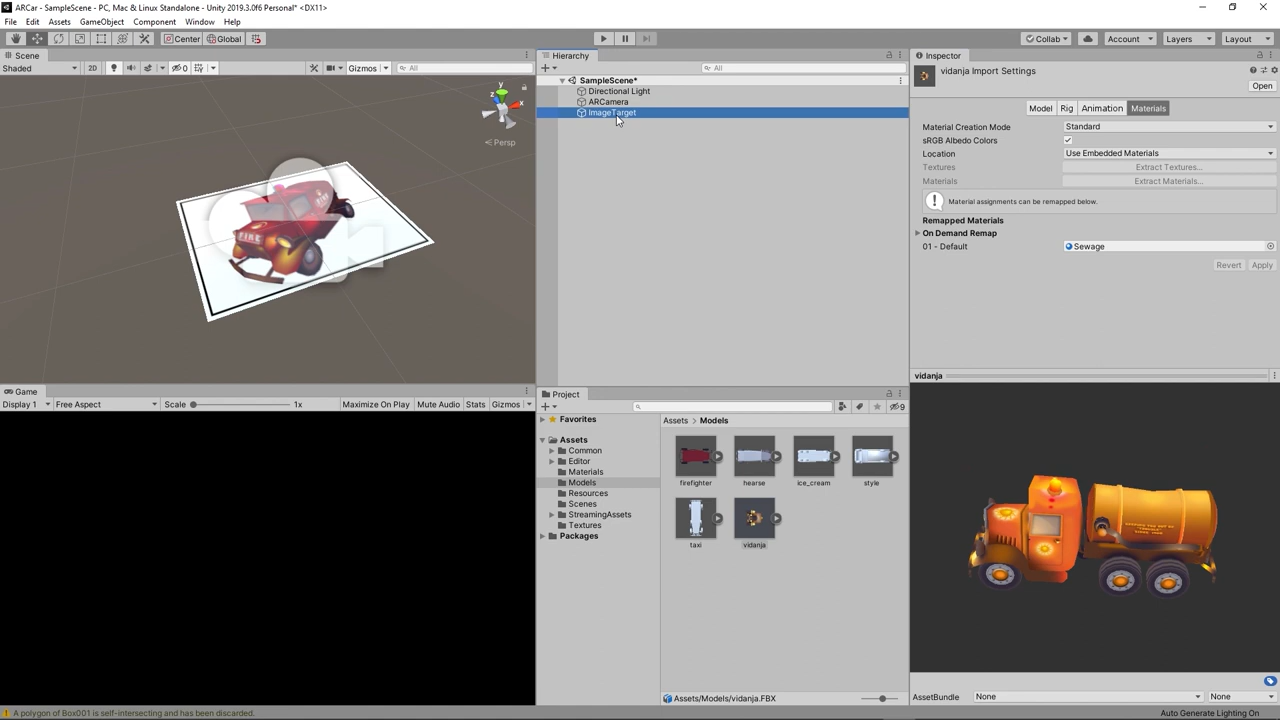 ARCar - SampleScene - PC, Mac & Linux Standalone - Unity 2019.3.0f6 Personal* <DX11>
File Edit Assets GameObject Component Window Help
Center Global Collab Account Layers Layout
Scene
Shaded 2D 0 Gizmos All
y
x
Persp
FIRE
Game
Display 1 Free Aspect Scale 1x Maximize On Play Mute Audio Stats Gizmos
Hierarchy
All
SampleScene*
Directional Light
ARCamera
ImageTarget
Project
9
Favorites
Assets
Common
Editor
Materials
Models
Resources
Scenes
StreamingAssets
Textures
Packages
Assets > Models
firefighter hearse ice_cream style
taxi vidanja
Assets/Models/vidanja.FBX
Inspector
vidanja Import Settings
Open
Model Rig Animation Materials
Material Creation Mode Standard
sRGB Albedo Colors
Location Use Embedded Materials
Textures Extract Textures...
Materials Extract Materials...
Material assignments can be remapped below.
Remapped Materials
On Demand Remap
01 - Default Sewage
Revert Apply
vidanja
AssetBundle None None
A polygon of Box001 is self-intersecting and has been discarded.
Auto Generate Lighting On